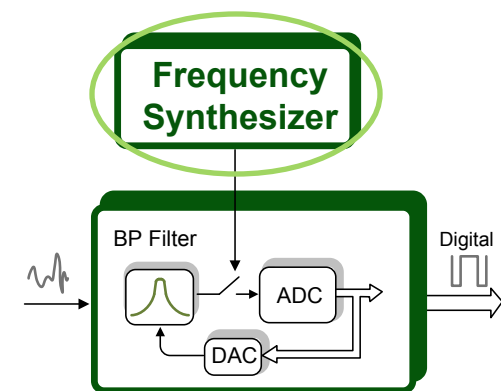 Frequency
Synthesizer
BP Filter
Digital
ADC
DAC